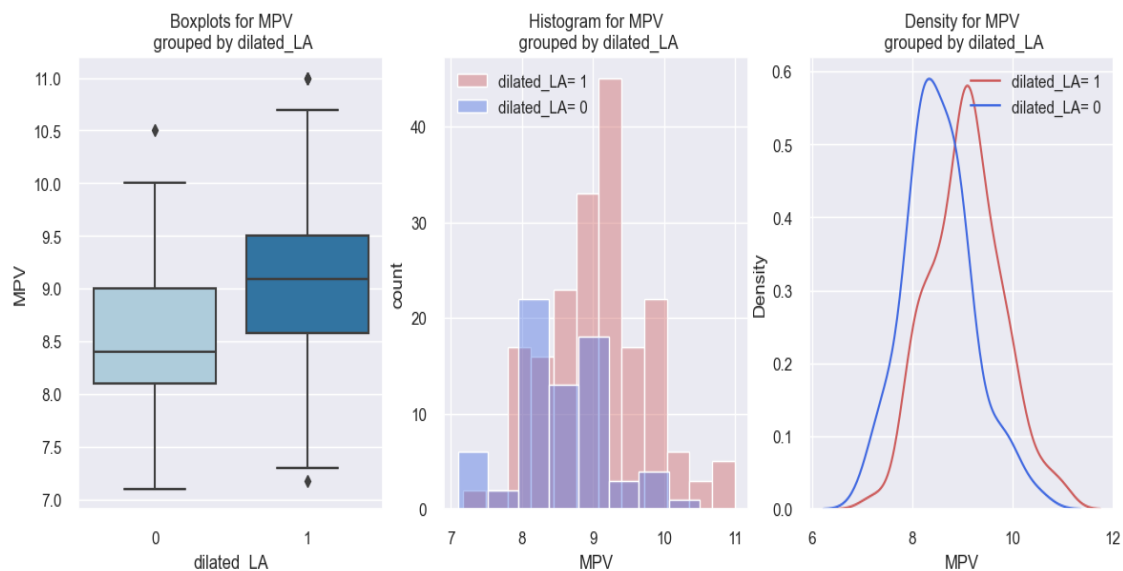 Boxplots for MPV
grouped by dilated_LA
MPV
11.0
10.5
10.0
9.5
9.0
8.5
8.0
7.5
7.0
0
1
dilated_LA
Histogram for MPV
grouped by dilated_LA
dilated_LA= 1
dilated_LA= 0
count
40
30
20
10
0
7
8
9
10
11
MPV
Density for MPV
grouped by dilated_LA
dilated_LA= 1
dilated_LA= 0
Density
0.6
0.5
0.4
0.3
0.2
0.1
0.0
6
8
10
12
MPV